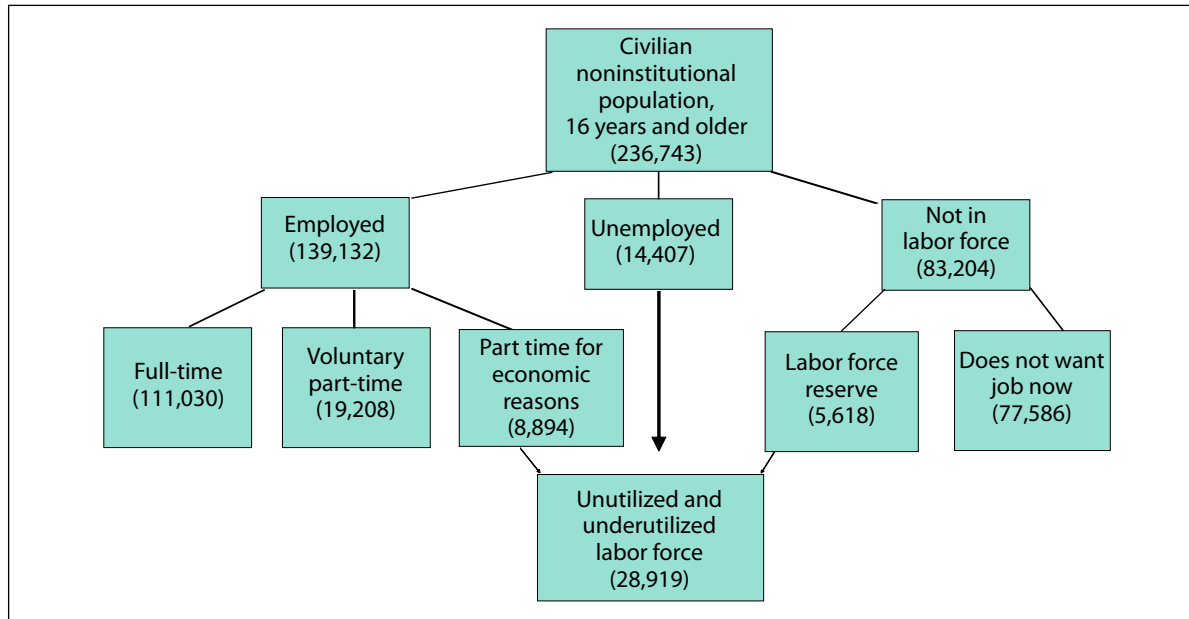 Civilian
noninstitutional
population,
16 years and older
(236,743)
Employed
(139,132)
Unemployed
(14,407)
Not in
labor force
(83,204)
Full-time
(111,030)
Voluntary
part-time
(19,208)
Part time for
economic
reasons
(8,894)
Labor force
reserve
(5,618)
Does not want
job now
(77,586)
Unutilized and
underutilized
labor force
(28,919)